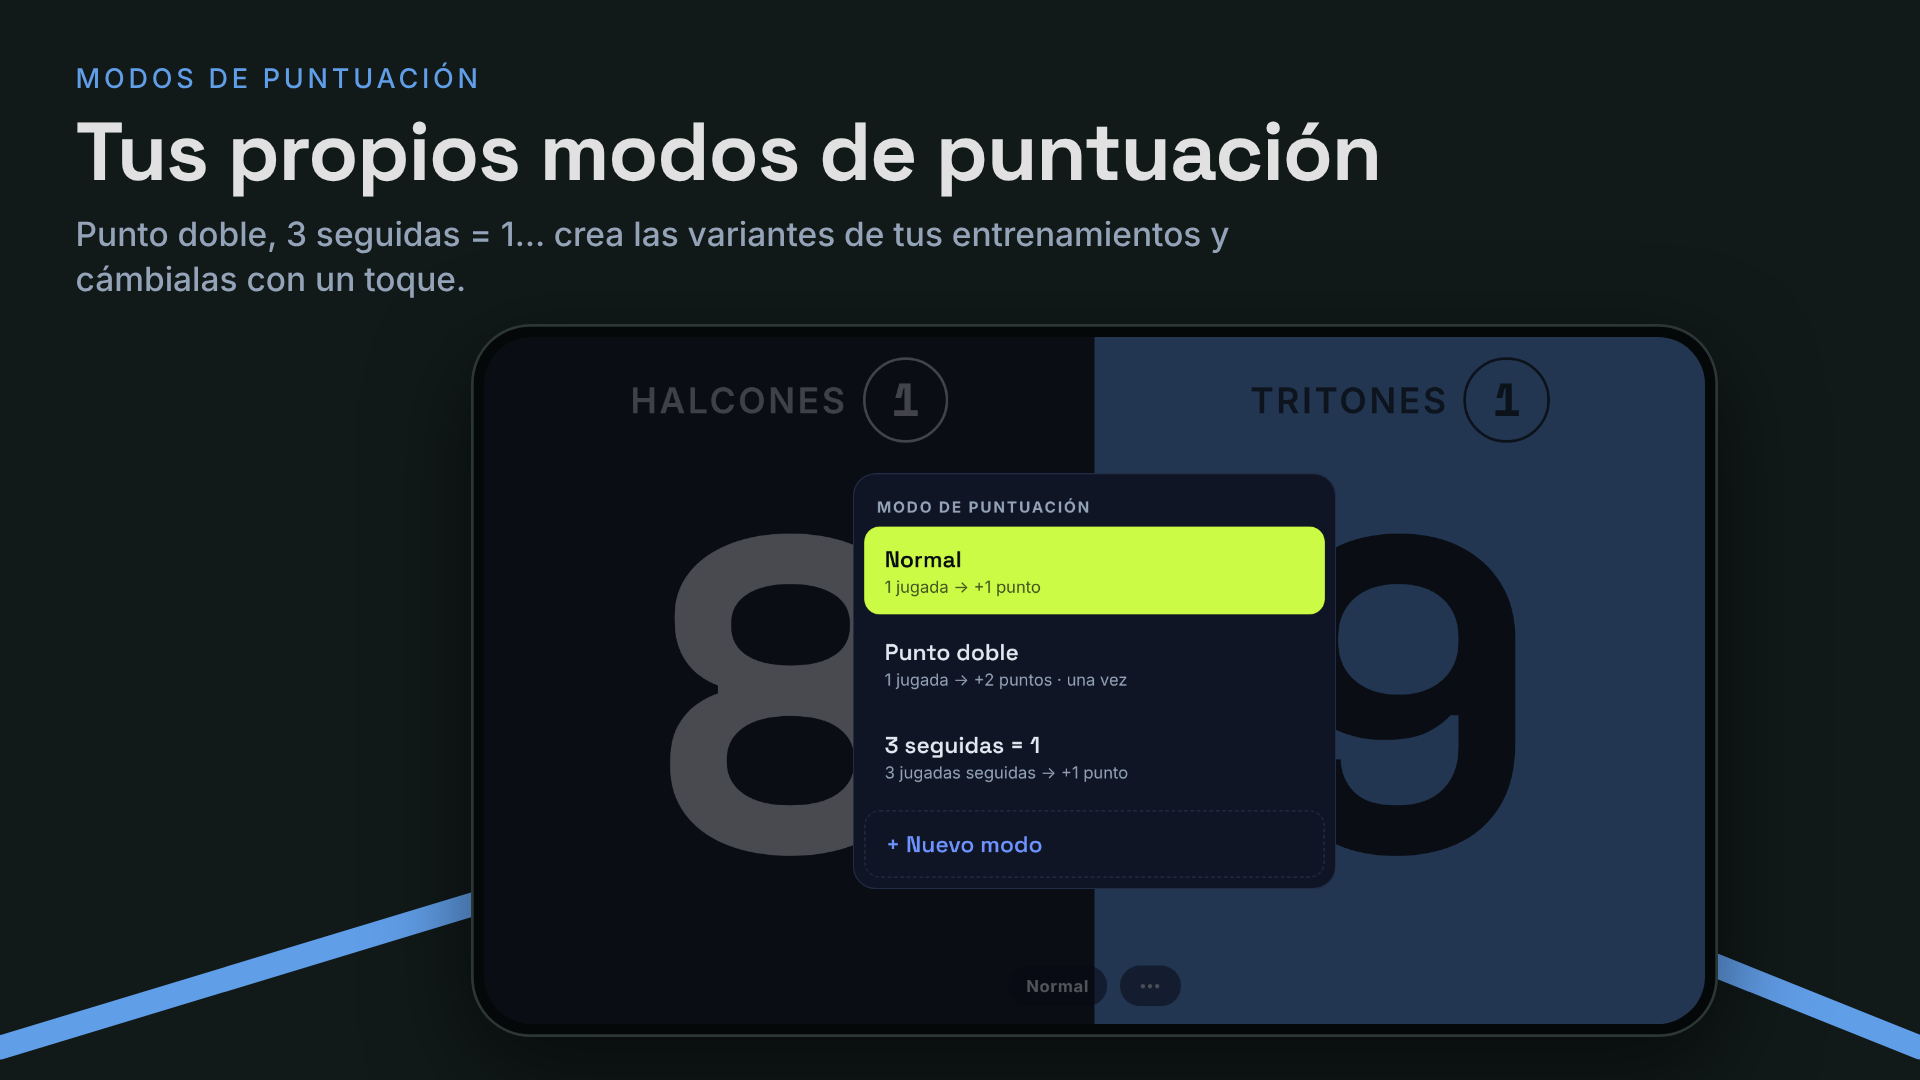 MODOS DE PUNTUACIÓN
Tus propios modos de puntuación
Punto doble, 3 seguidas = 1... crea las variantes de tus entrenamientos y
cámbialas con un toque.
HALCONES 1
TRITONES 1
8
9
MODO DE PUNTUACIÓN
Normal
1 jugada → +1 punto
Punto doble
1 jugada → +2 puntos · una vez
3 seguidas = 1
3 jugadas seguidas → +1 punto
+ Nuevo modo
Normal
•••